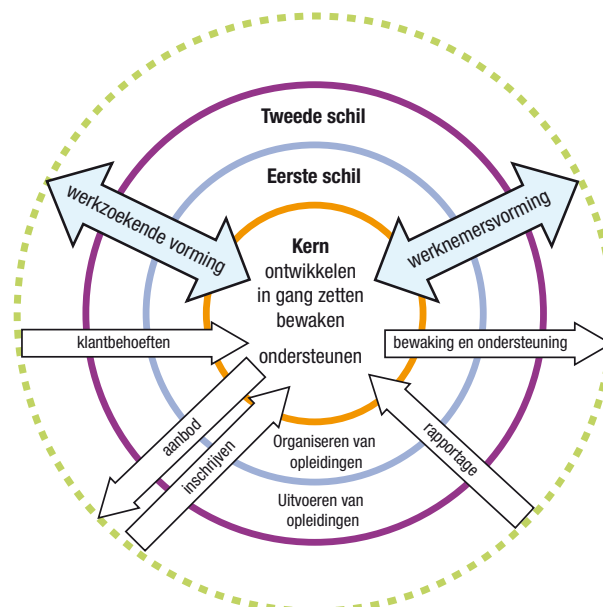 Tweede schil
Eerste schil
werkzoekende vorming
werknemersvorming
Kern
ontwikkelen
in gang zetten
bewaken
ondersteunen
klantbehoeften
bewaking en ondersteuning
aanbod
inschrijven
rapportage
Organiseren van
opleidingen
Uitvoeren van
opleidingen